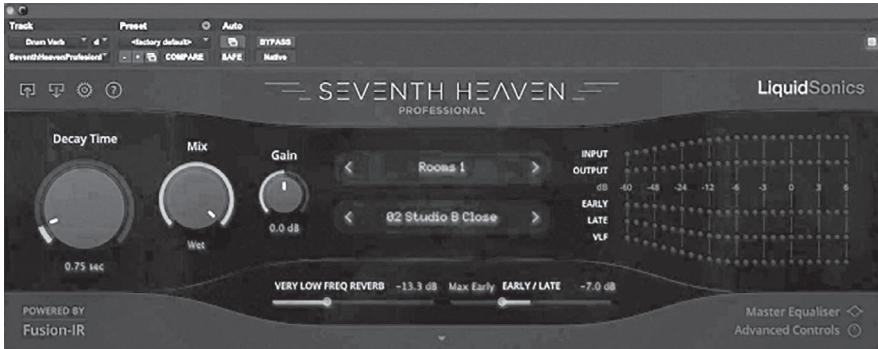 Track Preset Auto
Drum Verb d <factory default> BYPASS
SeventhHeavenProfesionl - + COMPARE SAFE Native
SEVENTH HEAVEN
PROFESSIONAL
LiquidSonics
Decay Time
0.75 sec
Mix
Wet
Gain
0.0 dB
Rooms 1
02 Studio B Close
INPUT
OUTPUT
dB -60 -48 -24 -12 -6 -3 0 3 6
EARLY
LATE
VLF
VERY LOW FREQ REVERB -13.3 dB Max Early EARLY / LATE -7.0 dB
POWERED BY
Fusion-IR
Master Equaliser
Advanced Controls